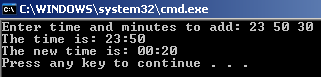 C:\WINDOWS\system32\cmd.exe
Enter time and minutes to add: 23 50 30
The time is: 23:50
The new time is: 00:20
Press any key to continue . . .